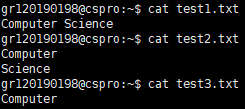 gr120190198@cspro:~$ cat test1.txt
Computer Science
gr120190198@cspro:~$ cat test2.txt
Computer
Science
gr120190198@cspro:~$ cat test3.txt
Computer